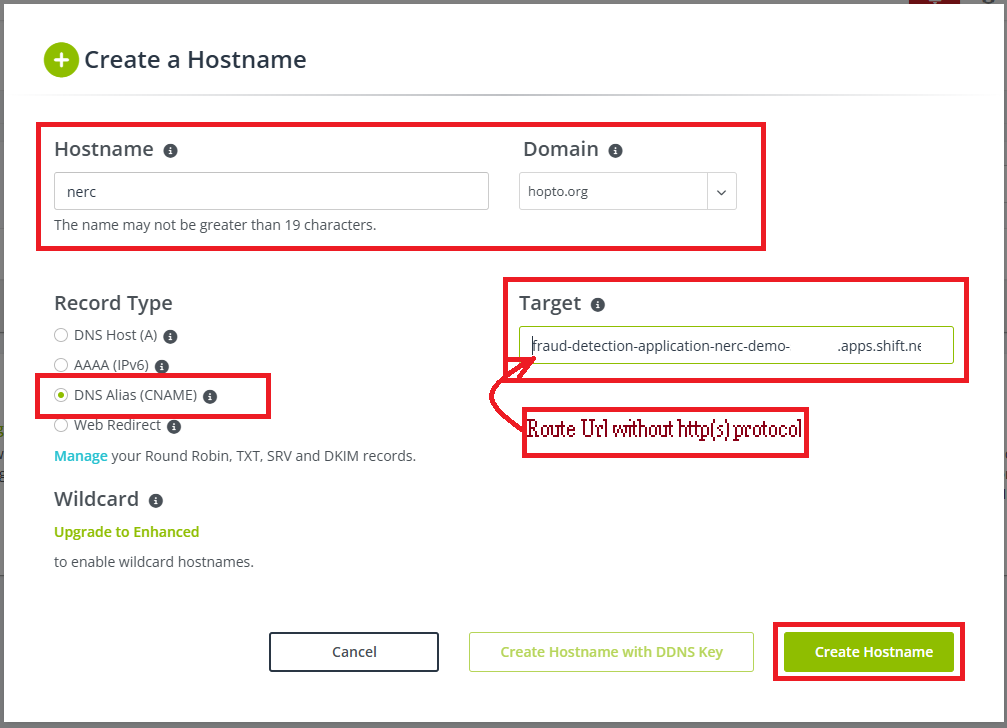 Create a Hostname
Hostname
Domain
nerc
hopto.org
The name may not be greater than 19 characters.
Record Type
Target
DNS Host (A)
fraud-detection-application-nerc-demo- .apps.shift.ne
AAAA (IPv6)
DNS Alias (CNAME)
Web Redirect
Route Url without http(s) protocol
Manage your Round Robin, TXT, SRV and DKIM records.
Wildcard
Upgrade to Enhanced
to enable wildcard hostnames.
Cancel
Create Hostname with DDNS Key
Create Hostname